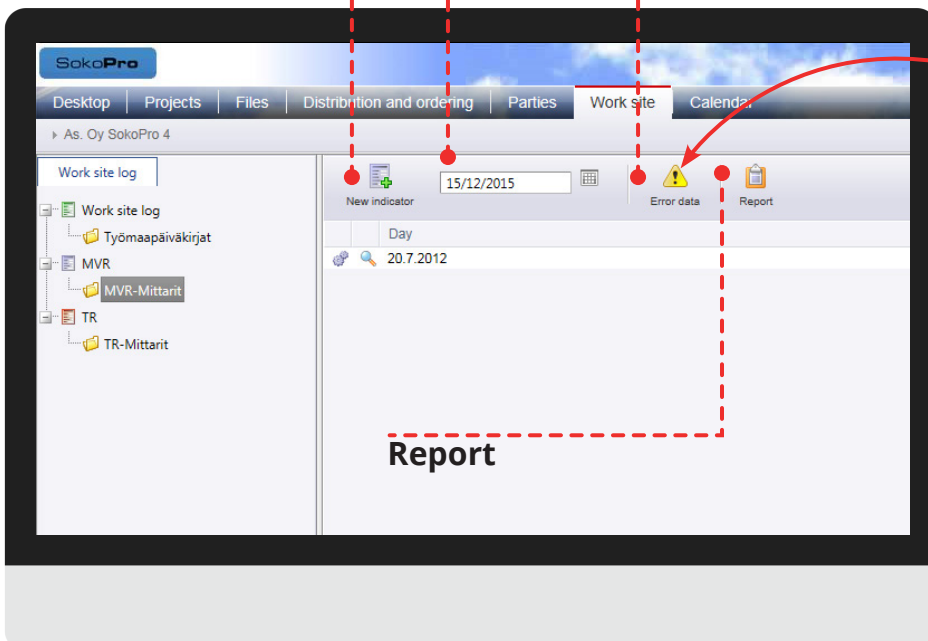 SokoPro
Desktop Projects Files Distribution and ordering Parties Work site Calendar
As. Oy SokoPro 4
Work site log
Work site log
Työmaapäiväkirjat
MVR
MVR-Mittarit
TR
TR-Mittarit
New indicator
15/12/2015
Error data
Report
Day
20.7.2012
Report